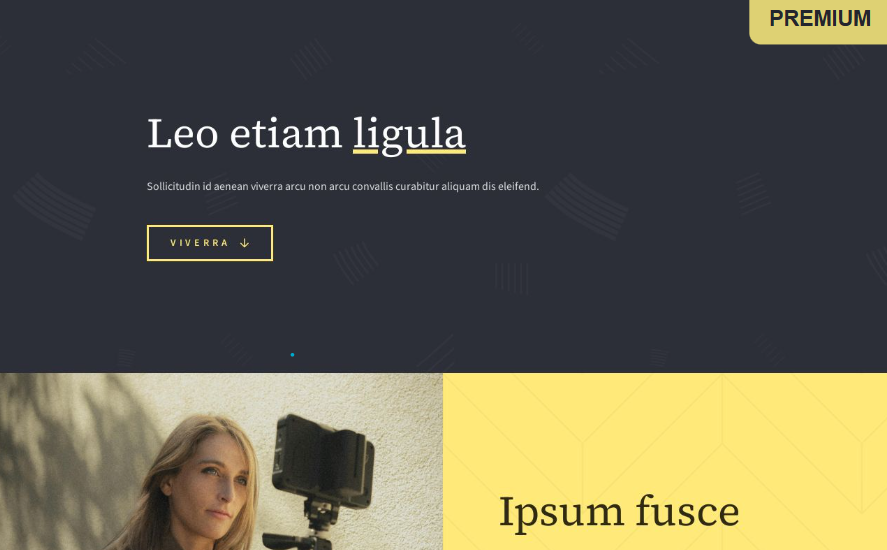 PREMIUM
Leo etiam ligula
Sollicitudin id aenean viverra arcu non arcu convallis curabitur aliquam dis eleifend.
VIVERRA
Ipsum fusce